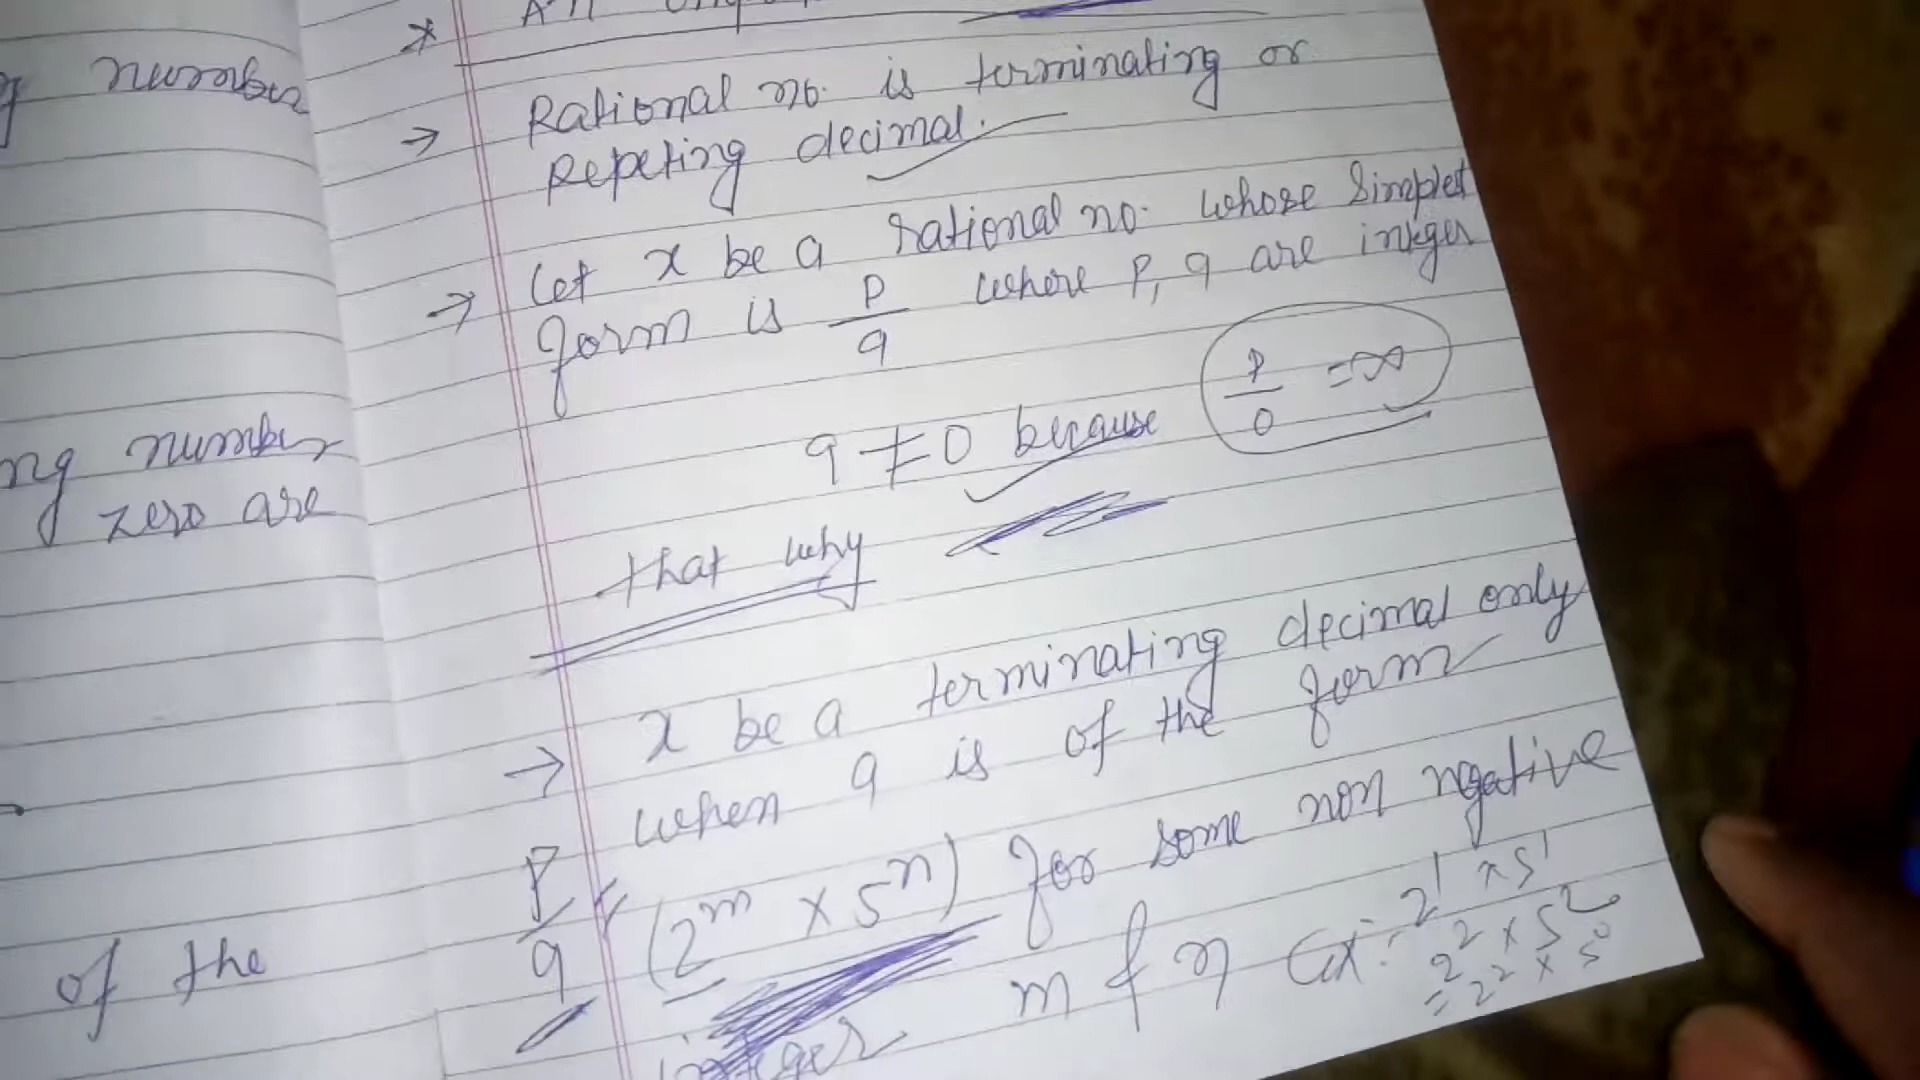 number
ng number
zero are
of the
Rational no. is terminating or
Repeting decimal.
→ Let x be a rational no. whose simplest
form is P/q where P, q are integer
q ≠ 0 because P/0 = ∞
that why
→ x be a terminating decimal only
when q is of the form
P/q (2^m × 5^n) for some non negative
integer m & n Ex:- 2^1 × 5^1
= 2^2 × 5^2
= 2^2 × 5^0